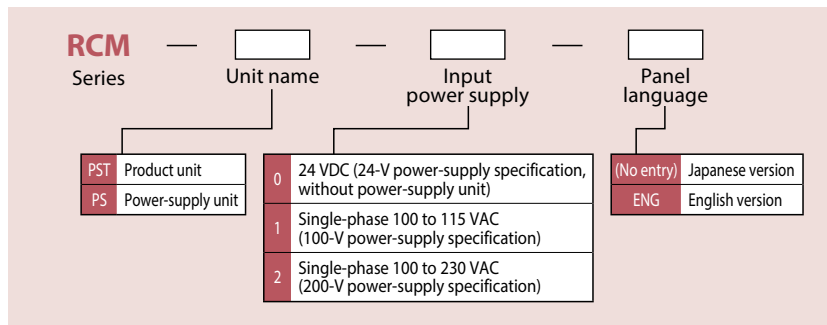 RCM — — —
Series
Unit name
Input
power supply
Panel
language
PST Product unit
PS Power-supply unit
0 24 VDC (24-V power-supply specification,
without power-supply unit)
1 Single-phase 100 to 115 VAC
(100-V power-supply specification)
2 Single-phase 100 to 230 VAC
(200-V power-supply specification)
(No entry) Japanese version
ENG English version